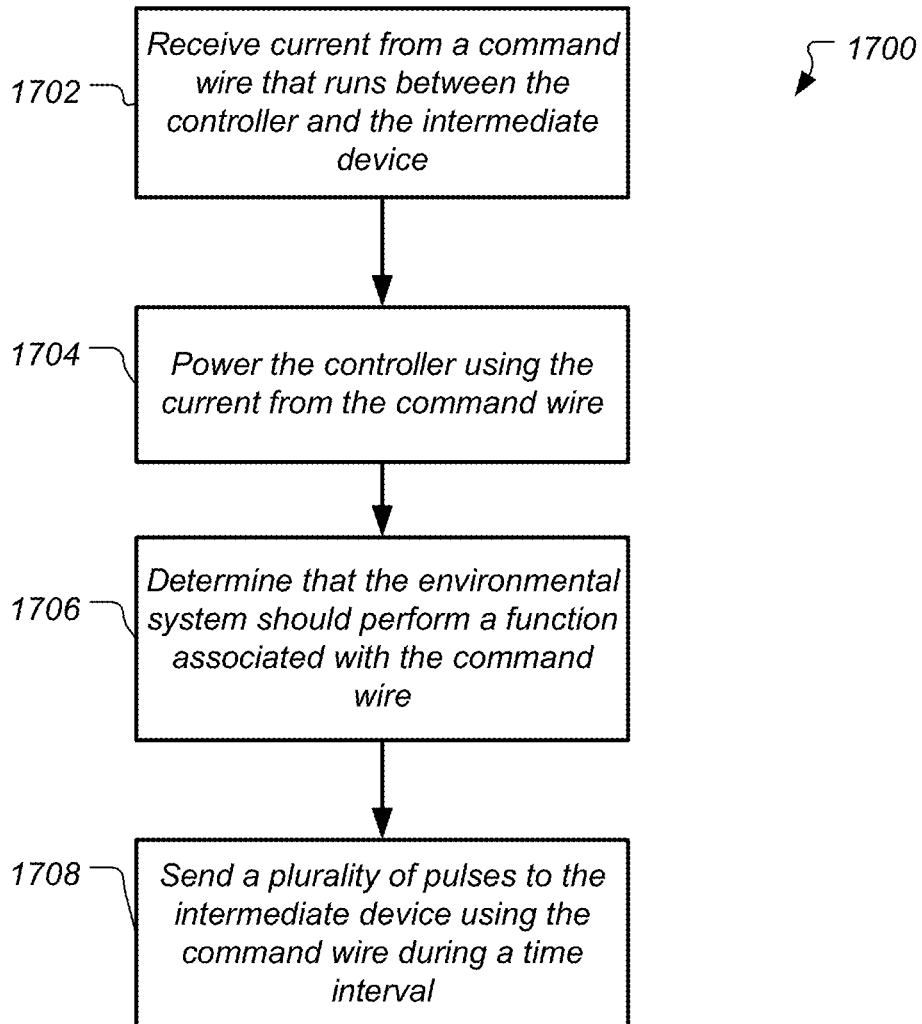 1700
1702
Receive current from a command
wire that runs between the
controller and the intermediate
device
1704
Power the controller using the
current from the command wire
1706
Determine that the environmental
system should perform a function
associated with the command
wire
1708
Send a plurality of pulses to the
intermediate device using the
command wire during a time
interval